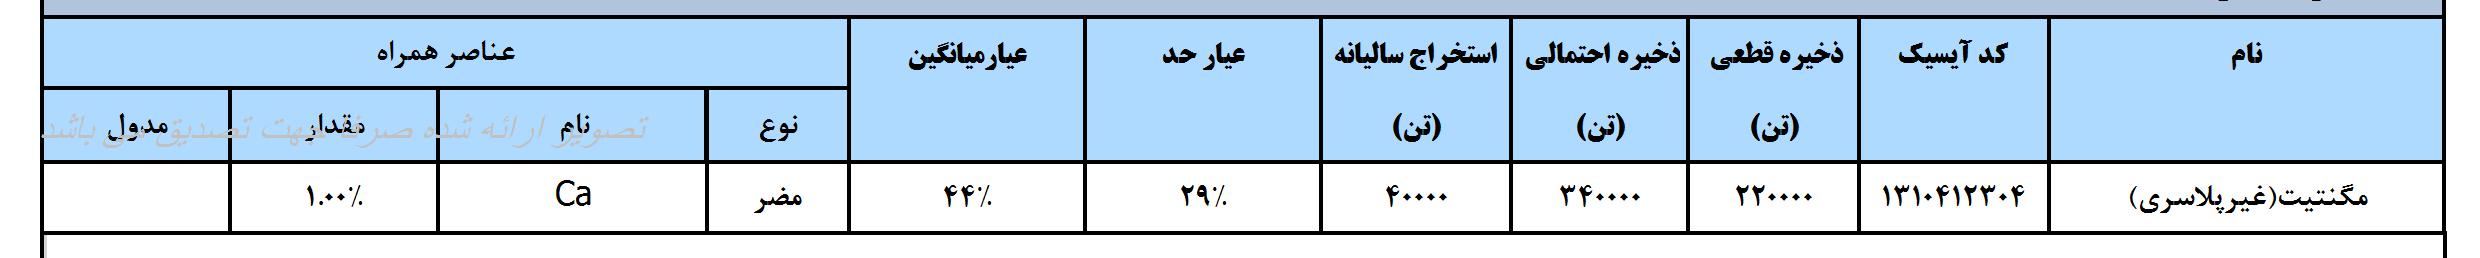 نام
کد آیسیک
ذخیره قطعی
(تن)
ذخیره احتمالی
(تن)
استخراج سالیانه
(تن)
عیار حد
عیارمیانگین
عناصر همراه
نوع
نام
مقدار
مدول
تصویر ارائه شده صرفا جهت تصدیق می باشد
مگنتیت(غیرپلاسری)
۱۳۱۰۴۱۲۳۰۴
۲۲۰۰۰۰
۳۴۰۰۰۰
۴۰۰۰۰
۲۹٪
۴۴٪
مضر
Ca
۱.۰۰٪